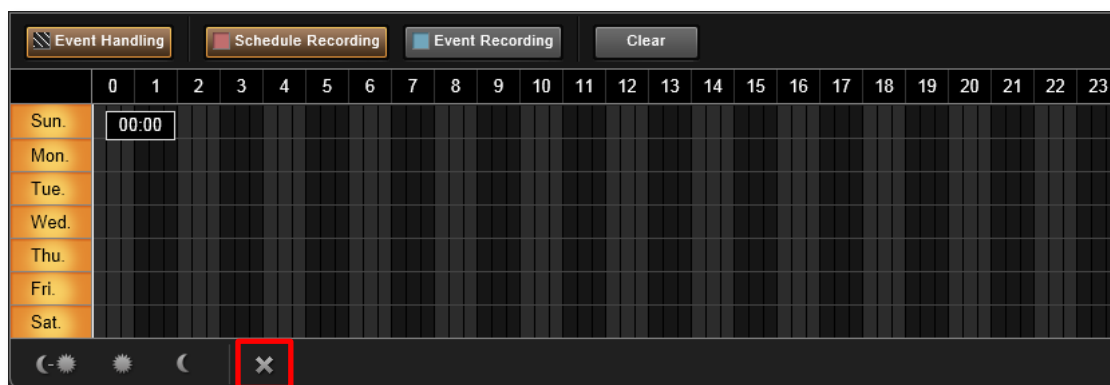 Event Handling Schedule Recording Event Recording Clear
0 1 2 3 4 5 6 7 8 9 10 11 12 13 14 15 16 17 18 19 20 21 22 23
Sun. 00:00
Mon.
Tue.
Wed.
Thu.
Fri.
Sat.